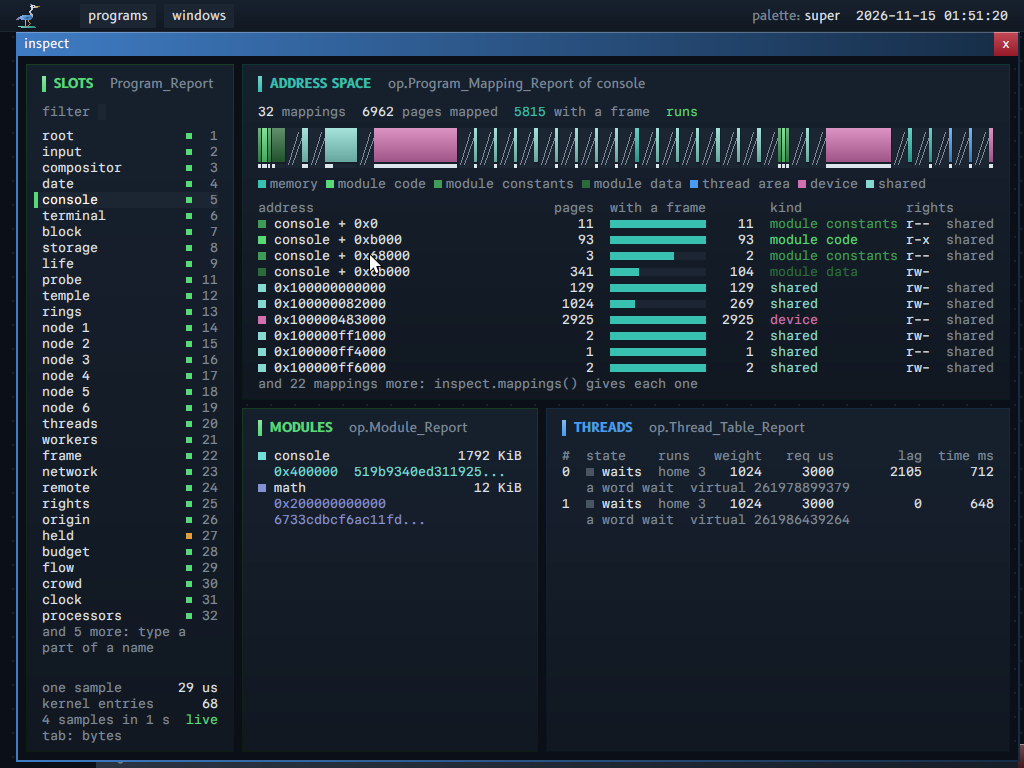 programs windows palette: super 2026-11-15 01:51:20
inspect x
SLOTS Program_Report
filter
root 1
input 2
compositor 3
date 4
console 5
terminal 6
block 7
storage 8
life 9
probe 11
temple 12
rings 13
node 1 14
node 2 15
node 3 16
node 4 17
node 5 18
node 6 19
threads 20
workers 21
frame 22
network 23
remote 24
rights 25
origin 26
held 27
budget 28
flow 29
crowd 30
clock 31
processors 32
and 5 more: type a
part of a name
one sample 29 us
kernel entries 68
4 samples in 1 s live
tab: bytes
ADDRESS SPACE op.Program_Mapping_Report of console
32 mappings 6962 pages mapped 5815 with a frame runs
memory module code module constants module data thread area device shared
address pages with a frame kind rights
console + 0x0 11 11 module constants r-- shared
console + 0xb000 93 93 module code r-x shared
console + 0x68000 3 2 module constants r-- shared
console + 0x6b000 341 104 module data rw-
0x100000000000 129 129 shared rw- shared
0x100000082000 1024 269 shared rw- shared
0x100000483000 2925 2925 device r-- shared
0x100000ff1000 2 2 shared rw- shared
0x100000ff4000 1 1 shared r-- shared
0x100000ff6000 2 2 shared rw- shared
and 22 mappings more: inspect.mappings() gives each one
MODULES op.Module_Report
console 1792 KiB
0x400000 519b9340ed311925...
math 12 KiB
0x200000000000
6733cdbcf6ac11fd...
THREADS op.Thread_Table_Report
# state runs weight req us lag time ms
0 waits home 3 1024 3000 2105 712
a word wait virtual 261978899379
1 waits home 3 1024 3000 0 648
a word wait virtual 261986439264